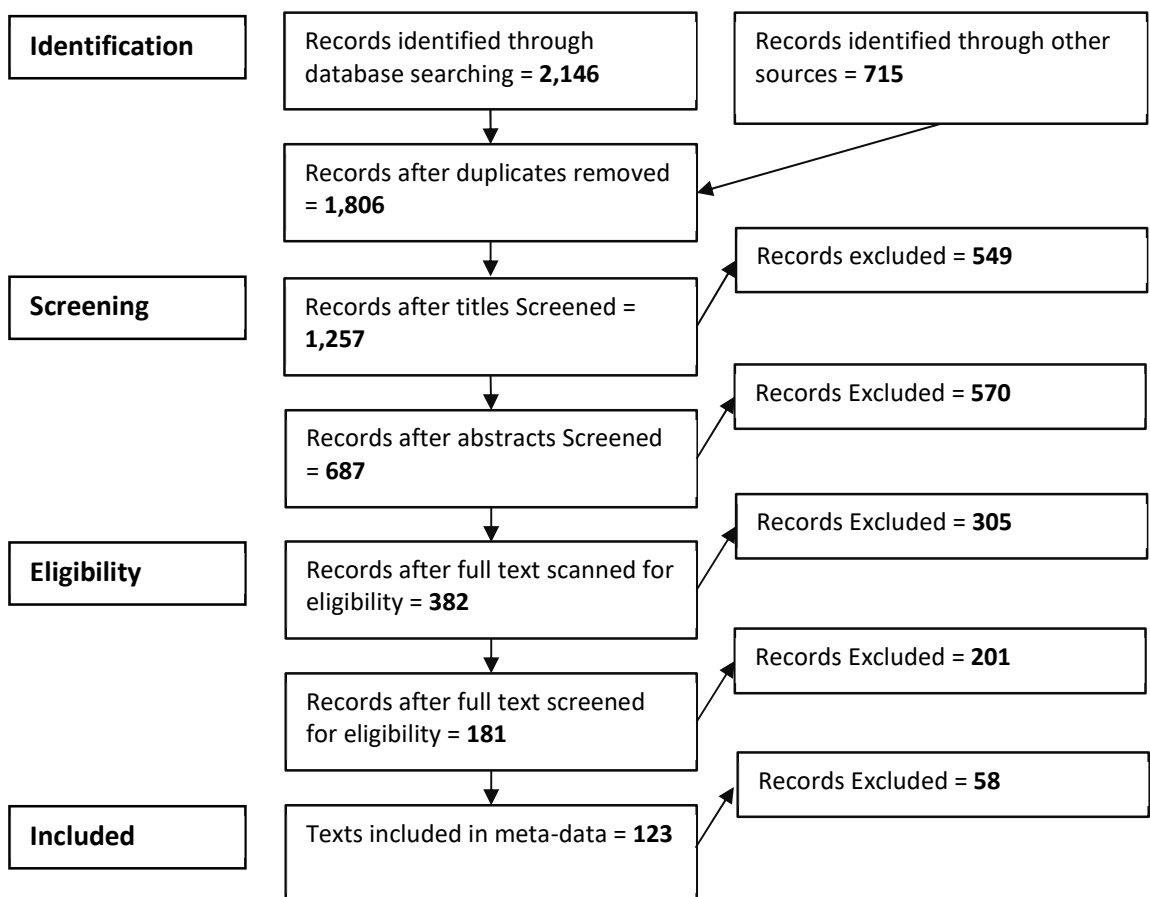 Identification
Records identified through
database searching = 2,146
Records identified through other
sources = 715
Records after duplicates removed
= 1,806
Screening
Records after titles Screened =
1,257
Records excluded = 549
Records after abstracts Screened
= 687
Records Excluded = 570
Eligibility
Records after full text scanned for
eligibility = 382
Records Excluded = 305
Records after full text screened
for eligibility = 181
Records Excluded = 201
Included
Texts included in meta-data = 123
Records Excluded = 58